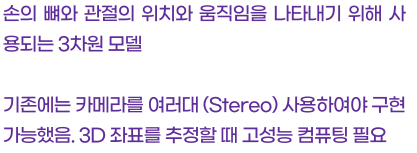 손의 뼈와 관절의 위치와 움직임을 나타내기 위해 사
용되는 3차원 모델
기존에는 카메라를 여러대 (Stereo) 사용하여야 구현
가능했음. 3D 좌표를 추정할 때 고성능 컴퓨팅 필요